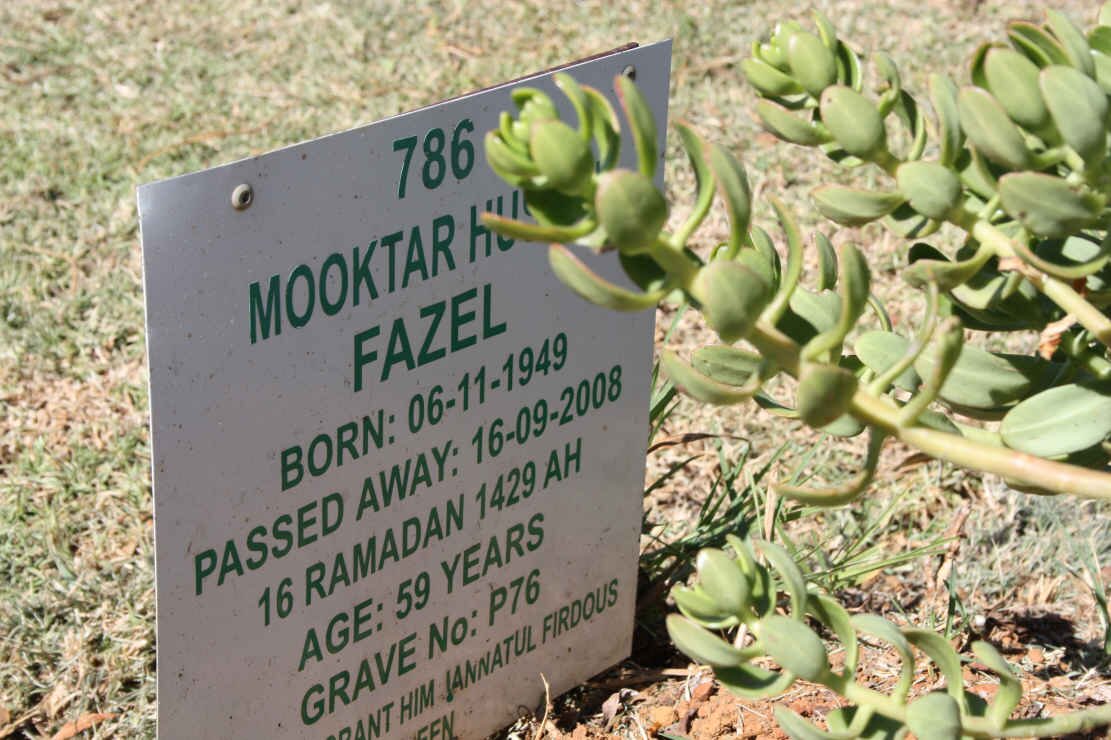 786
MOOKTAR HUS
FAZEL
BORN: 06-11-1949
PASSED AWAY: 16-09-2008
16 RAMADAN 1429 AH
AGE: 59 YEARS
GRAVE No: P76
GRANT HIM JANNATUL FIRDOUS